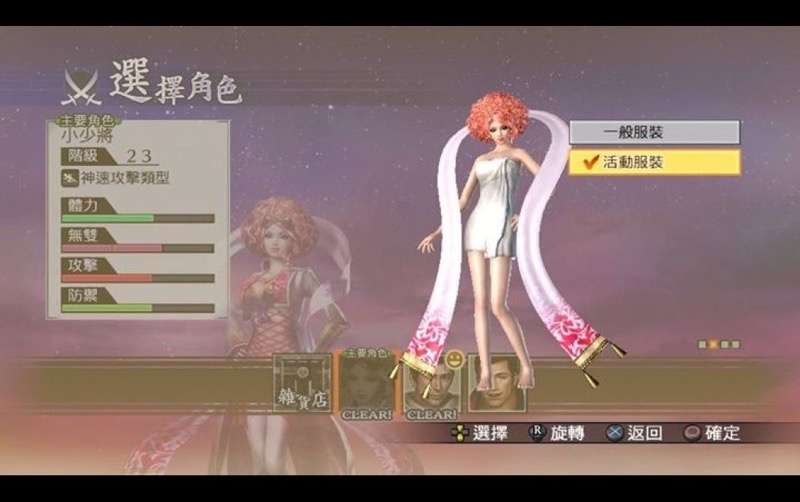 選擇角色
主要角色
小少將
階級 23
神速攻擊類型
體力
無雙
攻擊
防禦
一般服裝
活動服裝
主要角色
雜貨店
CLEAR!
CLEAR!
選擇 R 旋轉 返回 確定